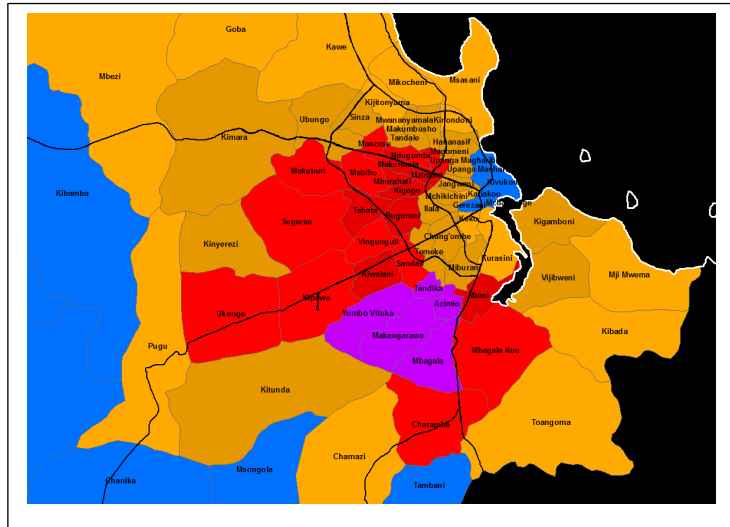 Goba
Kawe
Mbezi
Msasani
Mikocheni
Kijitonyama
Sinza
Mwananyamala
Kinondoni
Ubungo
Makumbusho
Tandale
Kimara
Manzese
Hananasif
Magomeni
Ndugumbi
Upanga Magharibi
Makuburi
Mabibo
Makurumla
Upanga Mashariki
Mzimuni
Mburahati
Kivukoni
Jangwani
Kibamba
Kigogo
Mchikichini
Kariakoo
Gerezani
Tabata
Ilala
Segerea
Buguruni
Keko
Kigamboni
Kinyerezi
Chang'ombe
Vingunguti
Temeke
Kurasini
Sandali
Miburani
Mji Mwema
Kiwalani
Vijibweni
Tandika
Mtoni
Kipawa
Azimio
Ukonga
Yombo Vituka
Kibada
Makangarawe
Pugu
Mbagala Kuu
Mbagala
Kitunda
Charambe
Toangoma
Chamazi
Msongola
Chanika
Tambani